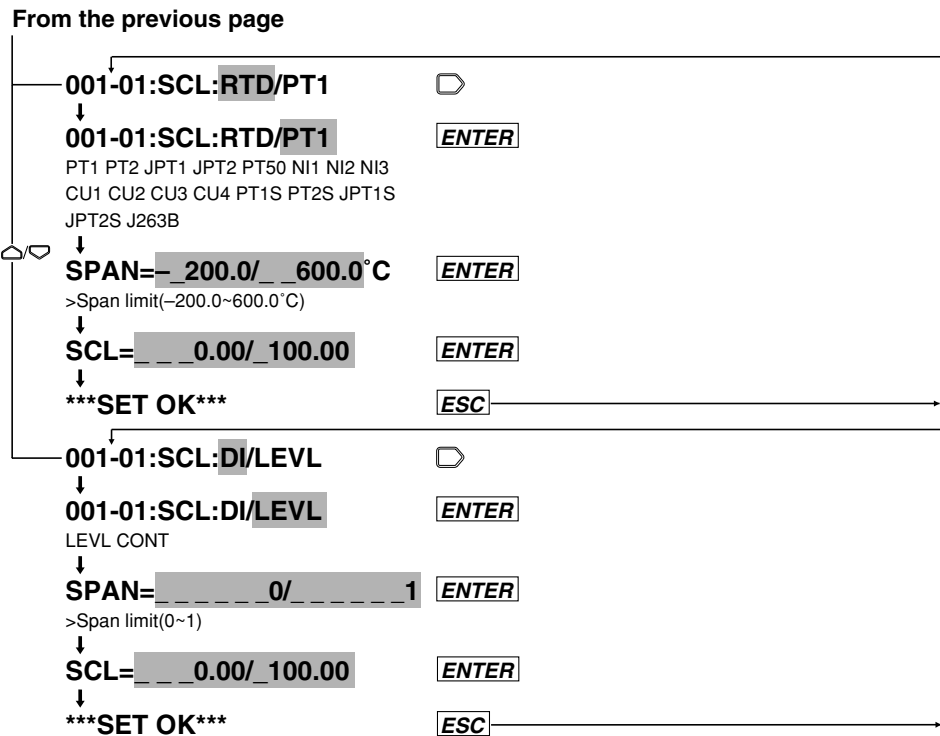 From the previous page
001-01:SCL:RTD/PT1
001-01:SCL:RTD/PT1 ENTER
PT1 PT2 JPT1 JPT2 PT50 NI1 NI2 NI3
CU1 CU2 CU3 CU4 PT1S PT2S JPT1S
JPT2S J263B
/
SPAN=–_200.0/_ _600.0˚C ENTER
>Span limit(–200.0~600.0˚C)
SCL=_ _ _0.00/_100.00 ENTER
***SET OK*** ESC
001-01:SCL:DI/LEVL
001-01:SCL:DI/LEVL ENTER
LEVL CONT
SPAN=_ _ _ _ _ _0/_ _ _ _ _ _1 ENTER
>Span limit(0~1)
SCL=_ _ _0.00/_100.00 ENTER
***SET OK*** ESC